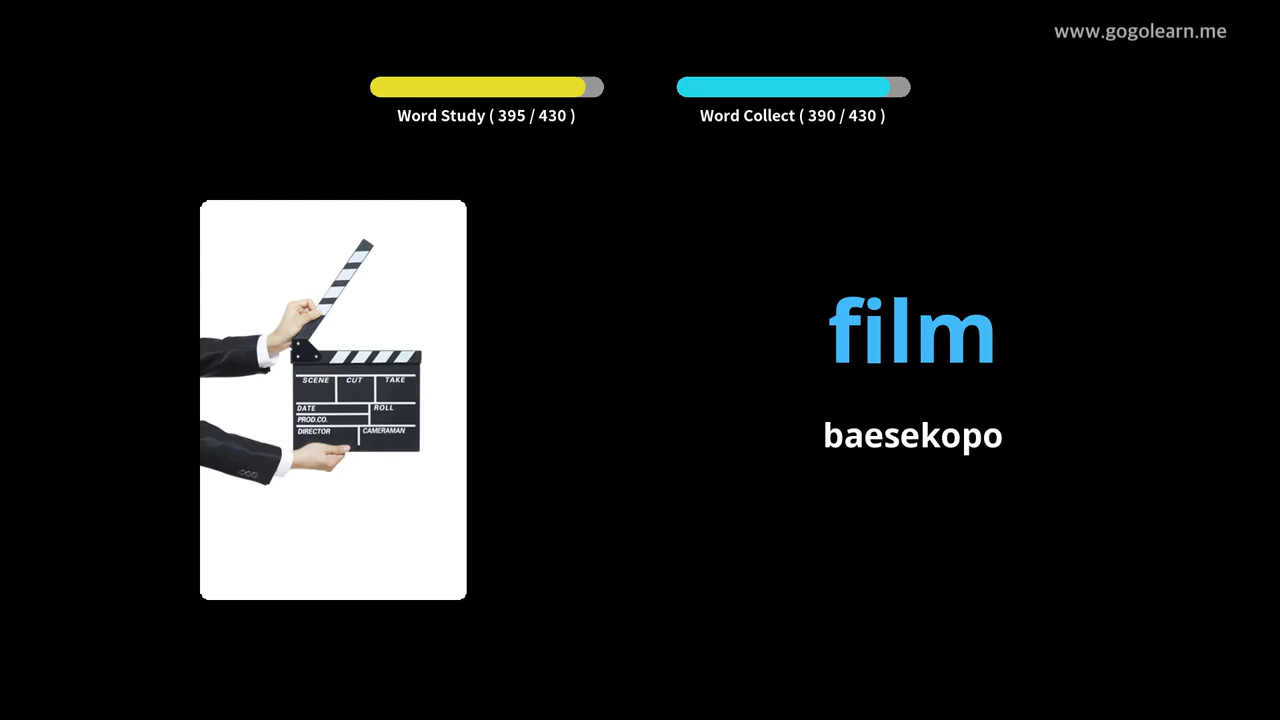 www.gogolearn.me
Word Study ( 395 / 430 )
Word Collect ( 390 / 430 )
SCENE CUT TAKE
DATE ROLL
PROD.CO.
DIRECTOR CAMERAMAN
film
baesekopo